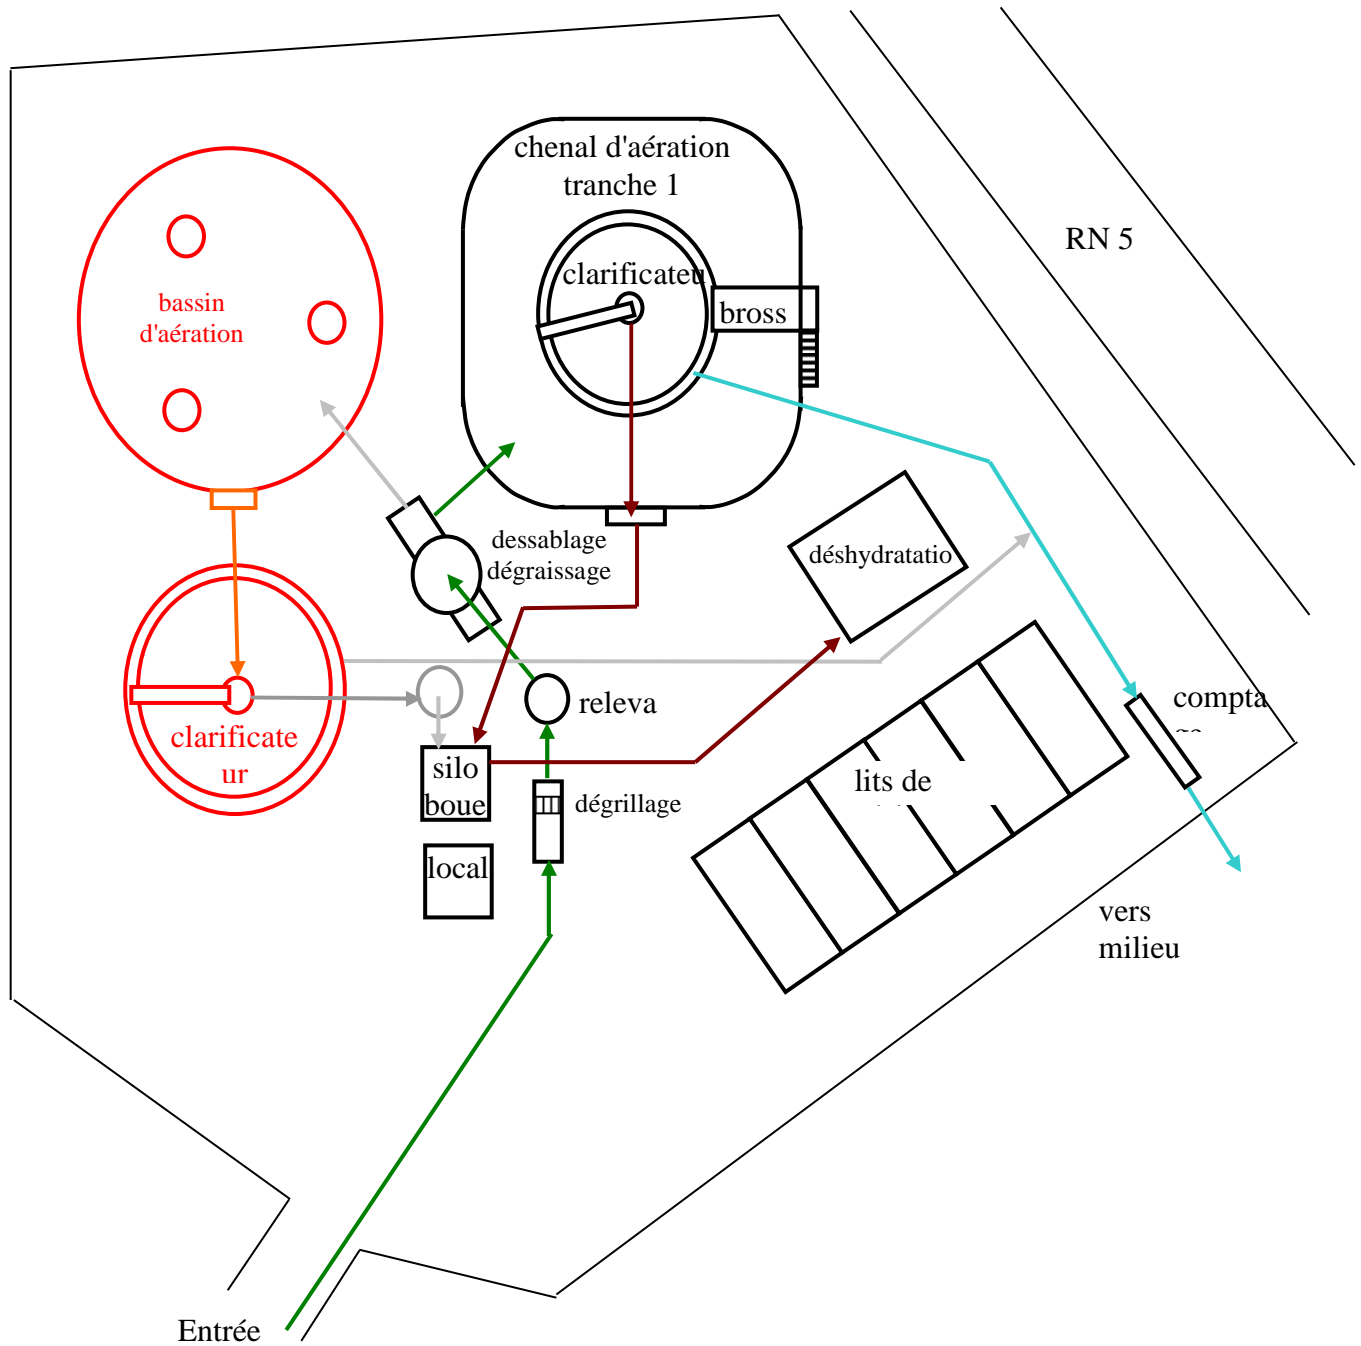 chenal d'aération
tranche 1
RN 5
clarificateu
bross
bassin
d'aération
dessablage
dégraissage
déshydratatio
releva
compta
clarificate
ur
silo
boue
dégrillage
lits de
local
vers
milieu
Entrée